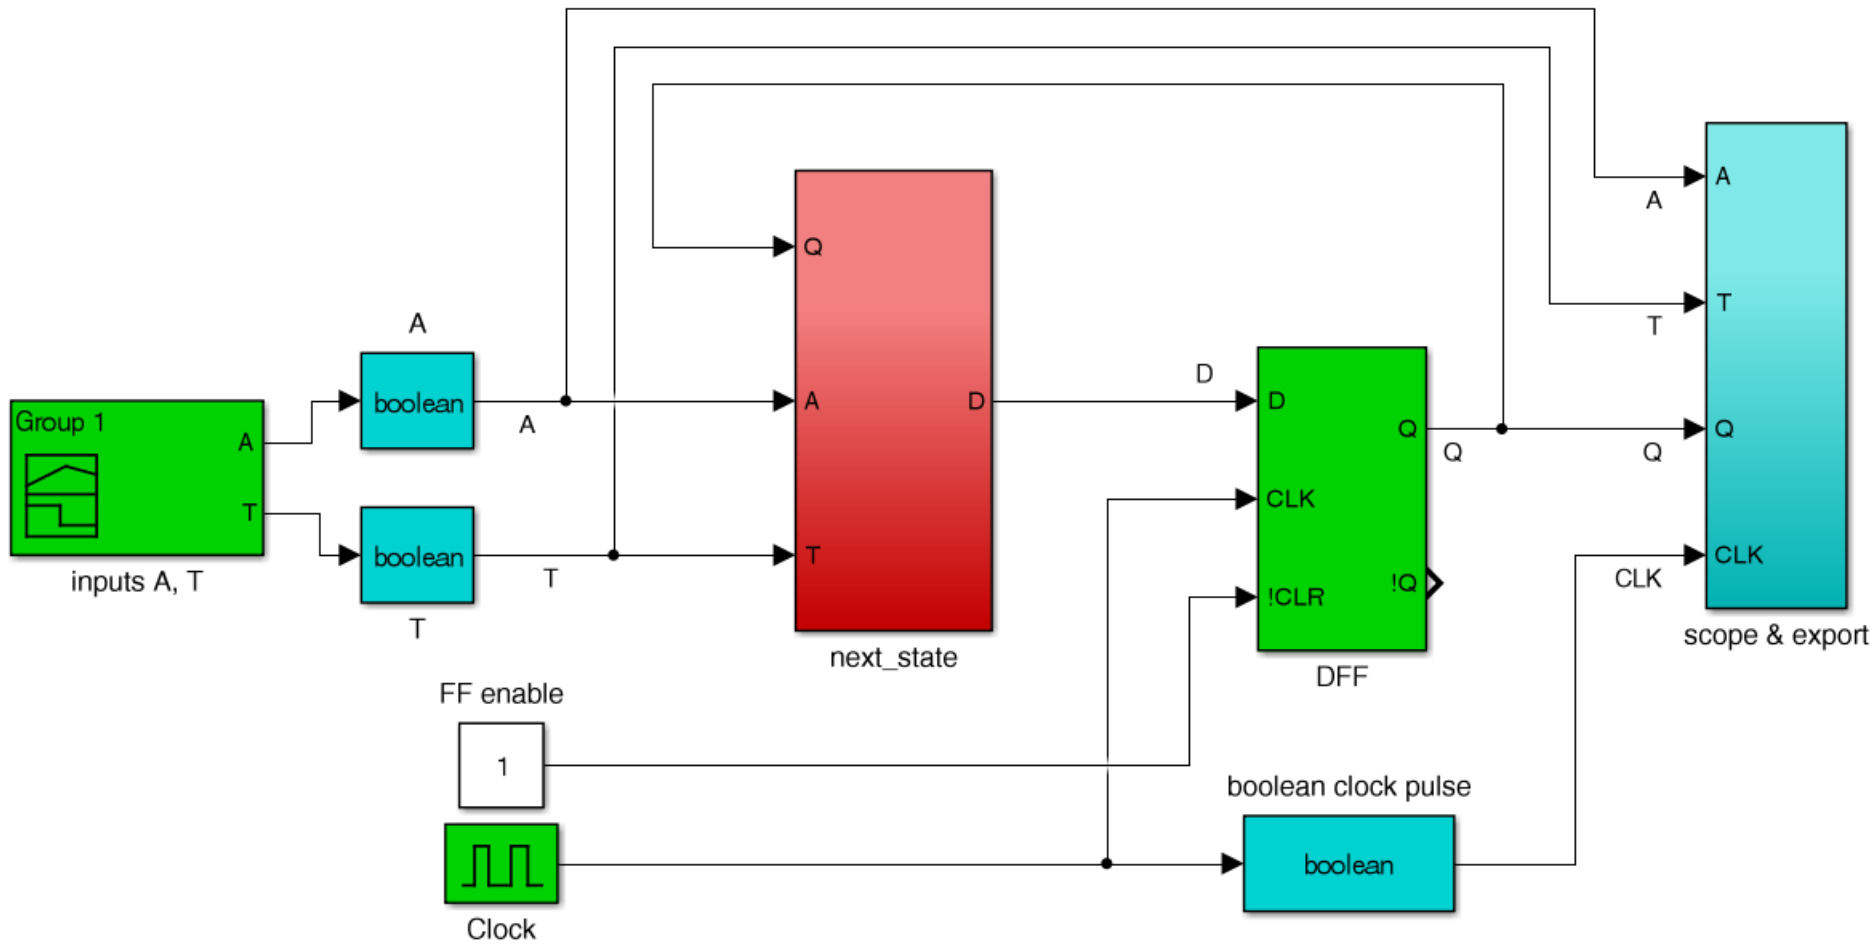 A
T
Q
CLK
A
T
Q
CLK
scope & export
Q
A
T
D
next_state
D
D
CLK
!CLR
Q
!Q
DFF
Q
A
boolean
A
Group 1
A
T
inputs A, T
boolean
T
T
FF enable
1
Clock
boolean clock pulse
boolean